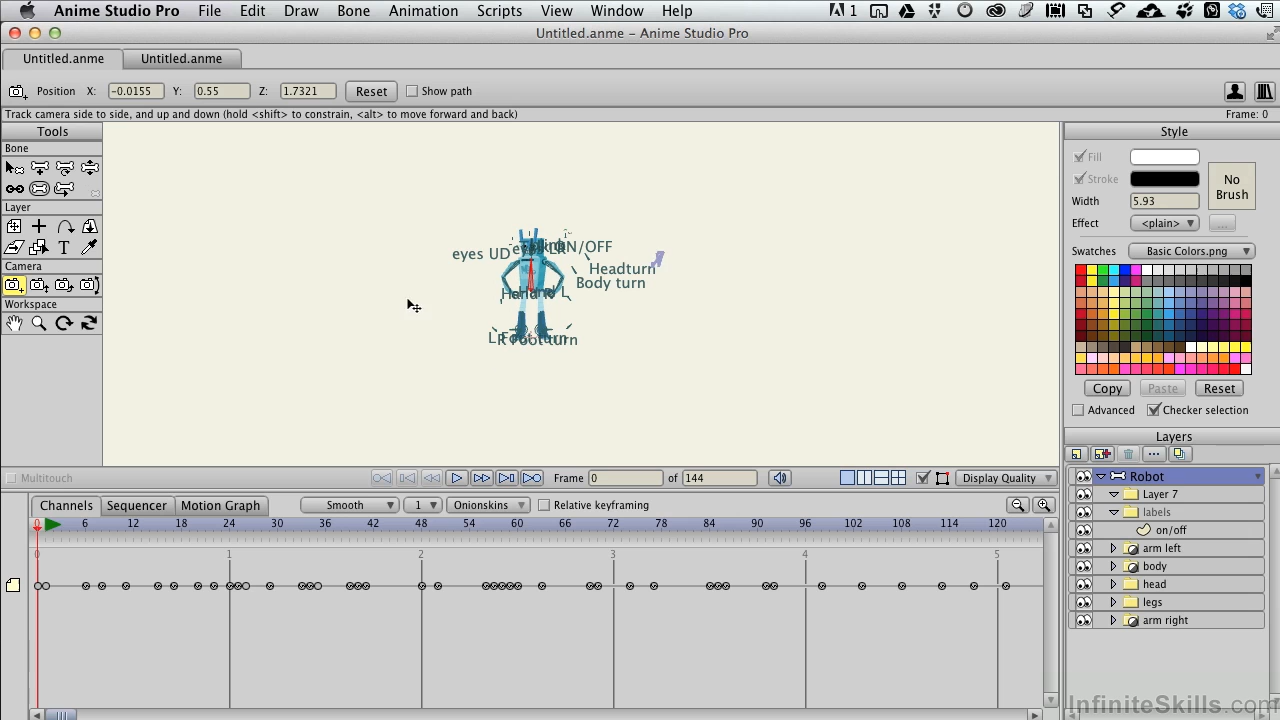 Anime Studio Pro File Edit Draw Bone Animation Scripts View Window Help 1
Untitled.anme – Anime Studio Pro
Untitled.anme Untitled.anme
Position X: -0.0155 Y: 0.55 Z: 1.7321 Reset Show path
Track camera side to side, and up and down (hold <shift> to constrain, <alt> to move forward and back) Frame: 0
Tools
Bone
Layer
T
Camera
Workspace
eyes UD
ON/OFF
Headturn
Body turn
Style
Fill
Stroke
No Brush
Width 5.93
Effect <plain> ...
Swatches Basic Colors.png
Copy Paste Reset
Advanced Checker selection
Layers
Robot
Layer 7
labels
on/off
arm left
body
head
legs
arm right
Multitouch Frame 0 of 144 Display Quality
Channels Sequencer Motion Graph Smooth 1 Onionskins Relative keyframing
0 6 12 18 24 30 36 42 48 54 60 66 72 78 84 90 96 102 108 114 120
0 1 2 3 4 5
InfiniteSkills.com